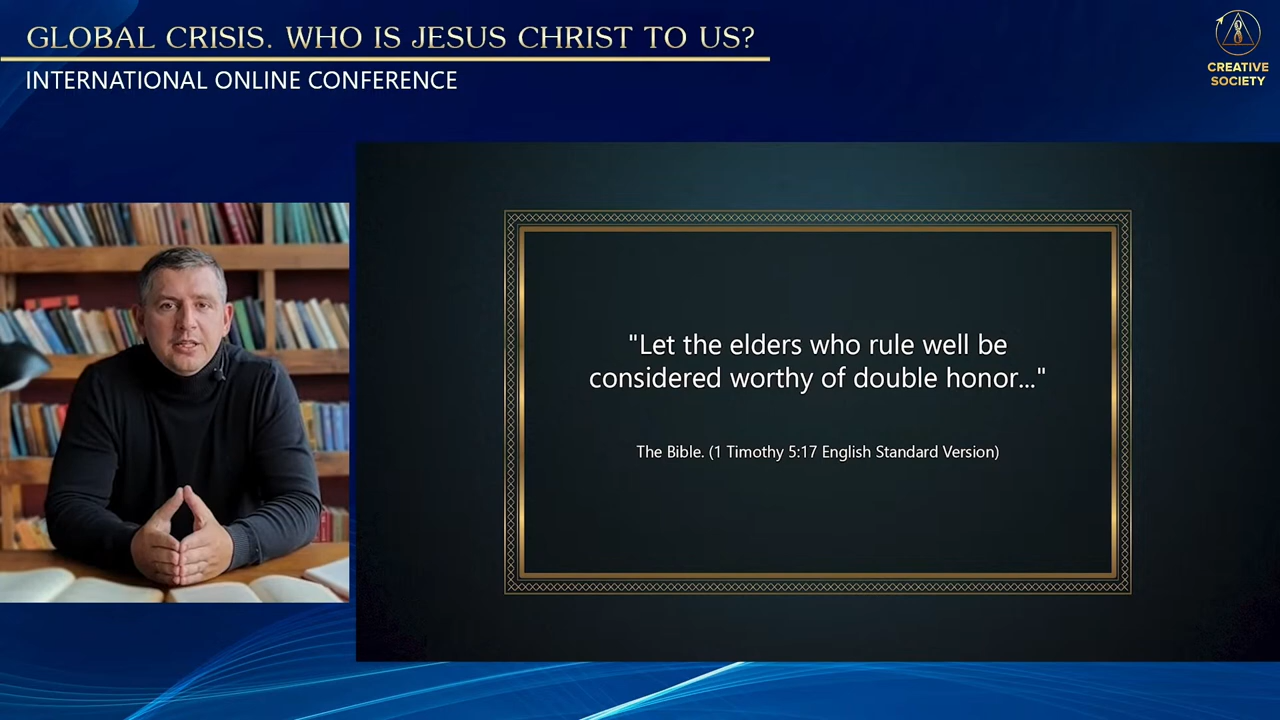 GLOBAL CRISIS. WHO IS JESUS CHRIST TO US?
INTERNATIONAL ONLINE CONFERENCE
CREATIVE
SOCIETY
"Let the elders who rule well be
considered worthy of double honor..."
The Bible. (1 Timothy 5:17 English Standard Version)